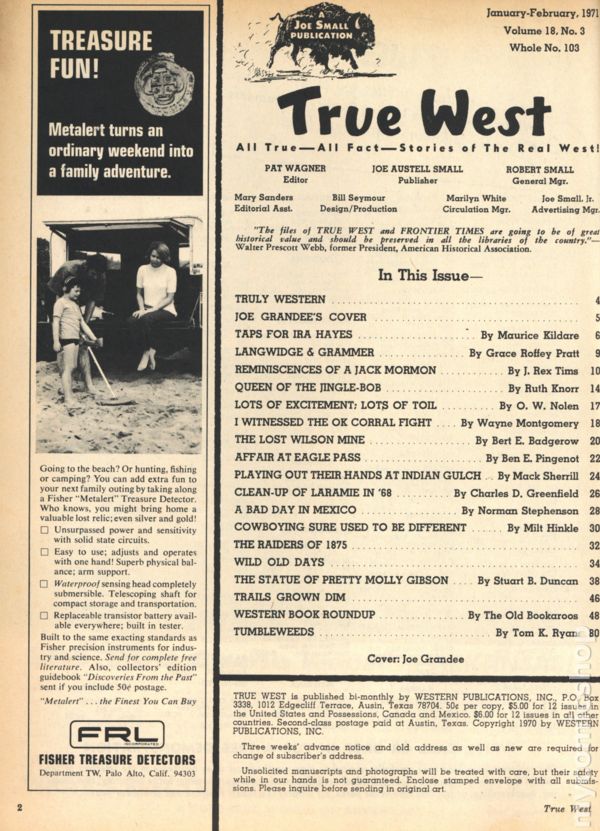 TREASURE
FUN!
Metalert turns an
ordinary weekend into
a family adventure.
Going to the beach? Or hunting, fishing
or camping? You can add extra fun to
your next family outing by taking along
a Fisher "Metalert" Treasure Detector.
Who knows, you might bring home a
valuable lost relic; even silver and gold!
Unsurpassed power and sensitivity
with solid state circuits.
Easy to use; adjusts and operates
with one hand! Superb physical bal-
ance; arm support.
Waterproof sensing head completely
submersible. Telescoping shaft for
compact storage and transportation.
Replaceable transistor battery avail-
able everywhere; built in tester.
Built to the same exacting standards as
Fisher precision instruments for indus-
try and science. Send for complete free
literature. Also, collectors' edition
guidebook "Discoveries From the Past"
sent if you include 50¢ postage.
"Metalert" ... the Finest You Can Buy
FRL
INCORPORATED
FISHER TREASURE DETECTORS
Department TW, Palo Alto, Calif. 94303
2
A
JOE SMALL
PUBLICATION
January-February, 1971
Volume 18, No. 3
Whole No. 103
True West
All True—All Fact—Stories of The Real West!
PAT WAGNER JOE AUSTELL SMALL ROBERT SMALL
Editor Publisher General Mgr.
Mary Sanders Bill Seymour Marilyn White Joe Small, Jr.
Editorial Asst. Design/Production Circulation Mgr. Advertising Mgr.
"The files of TRUE WEST and FRONTIER TIMES are going to be of great
historical value and should be preserved in all the libraries of the country."—
Walter Prescott Webb, former President, American Historical Association.
In This Issue—
TRULY WESTERN 4
JOE GRANDEE'S COVER 5
TAPS FOR IRA HAYES By Maurice Kildare 6
LANGWIDGE & GRAMMER By Grace Roffey Pratt 9
REMINISCENCES OF A JACK MORMON By J. Rex Tims 10
QUEEN OF THE JINGLE-BOB By Ruth Knorr 14
LOTS OF EXCITEMENT; LOTS OF TOIL By O. W. Nolen 17
I WITNESSED THE OK CORRAL FIGHT By Wayne Montgomery 18
THE LOST WILSON MINE By Bert E. Badgerow 20
AFFAIR AT EAGLE PASS By Ben E. Pingenot 22
PLAYING OUT THEIR HANDS AT INDIAN GULCH By Mack Sherrill 24
CLEAN-UP OF LARAMIE IN '68 By Charles D. Greenfield 26
A BAD DAY IN MEXICO By Norman Stephenson 28
COWBOYING SURE USED TO BE DIFFERENT By Milt Hinkle 30
THE RAIDERS OF 1875 32
WILD OLD DAYS 34
THE STATUE OF PRETTY MOLLY GIBSON By Stuart B. Duncan 38
TRAILS GROWN DIM 46
WESTERN BOOK ROUNDUP By The Old Bookaroos 48
TUMBLEWEEDS By Tom K. Ryan 80
Cover: Joe Grandee
TRUE WEST is published bi-monthly by WESTERN PUBLICATIONS, INC., P.O. Box
3338, 1012 Edgecliff Terrace, Austin, Texas 78704. 50¢ per copy. $5.00 for 12 issues in
the United States and Possessions, Canada and Mexico. $6.00 for 12 issues in all other
countries. Second-class postage paid at Austin, Texas. Copyright 1970 by WESTERN
PUBLICATIONS, INC.
Three weeks' advance notice and old address as well as new are required for
change of subscriber's address.
Unsolicited manuscripts and photographs will be treated with care, but their safety
while in our hands is not guaranteed. Enclose stamped envelope with all submis-
sions. Please inquire before sending in original art.
True West
mycomicshop